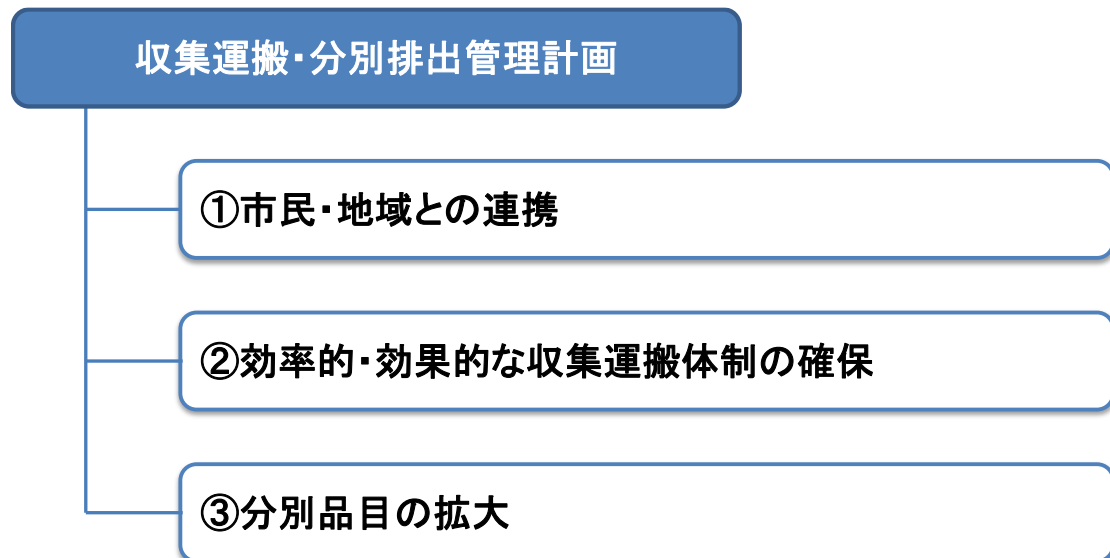 収集運搬・分別排出管理計画
①市民・地域との連携
②効率的・効果的な収集運搬体制の確保
③分別品目の拡大